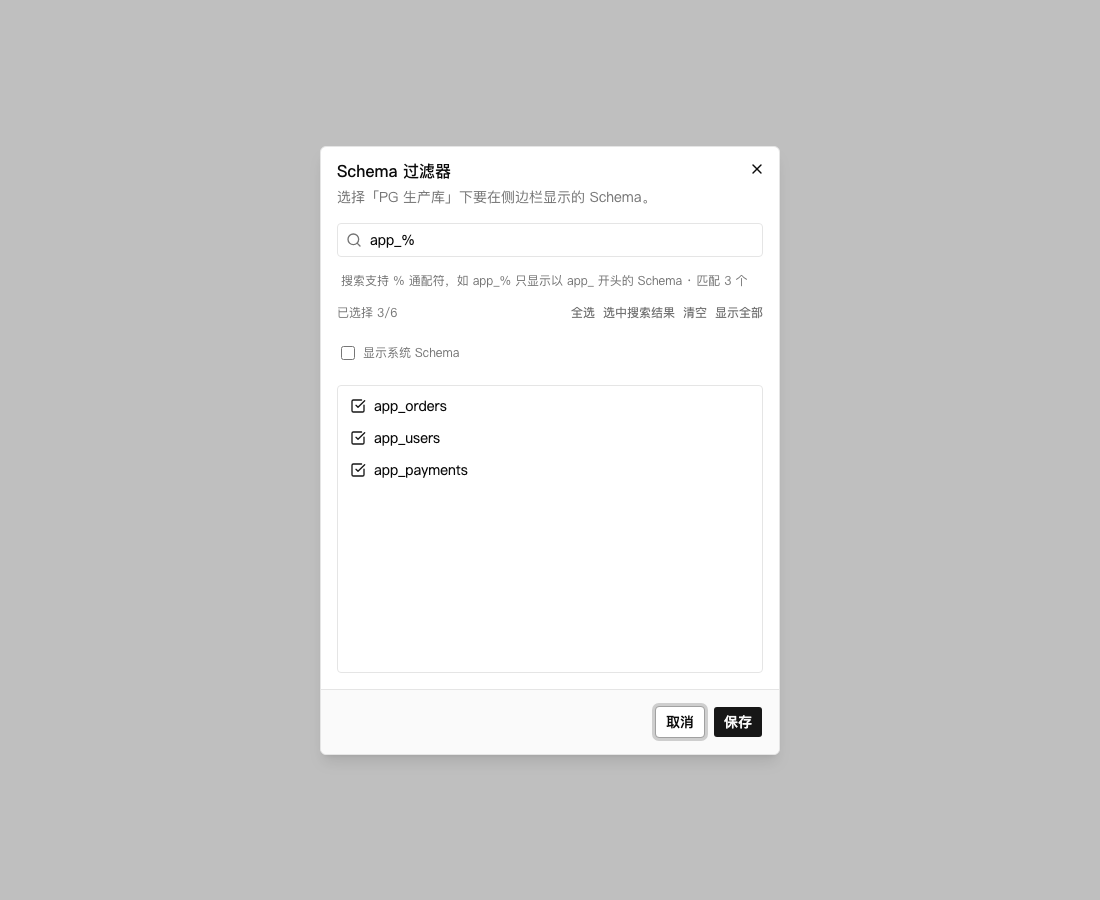 Schema 过滤器
选择「PG 生产库」下要在侧边栏显示的 Schema。
app_%
搜索支持 % 通配符，如 app_% 只显示以 app_ 开头的 Schema · 匹配 3 个
已选择 3/6 全选 选中搜索结果 清空 显示全部
显示系统 Schema
app_orders
app_users
app_payments
取消 保存